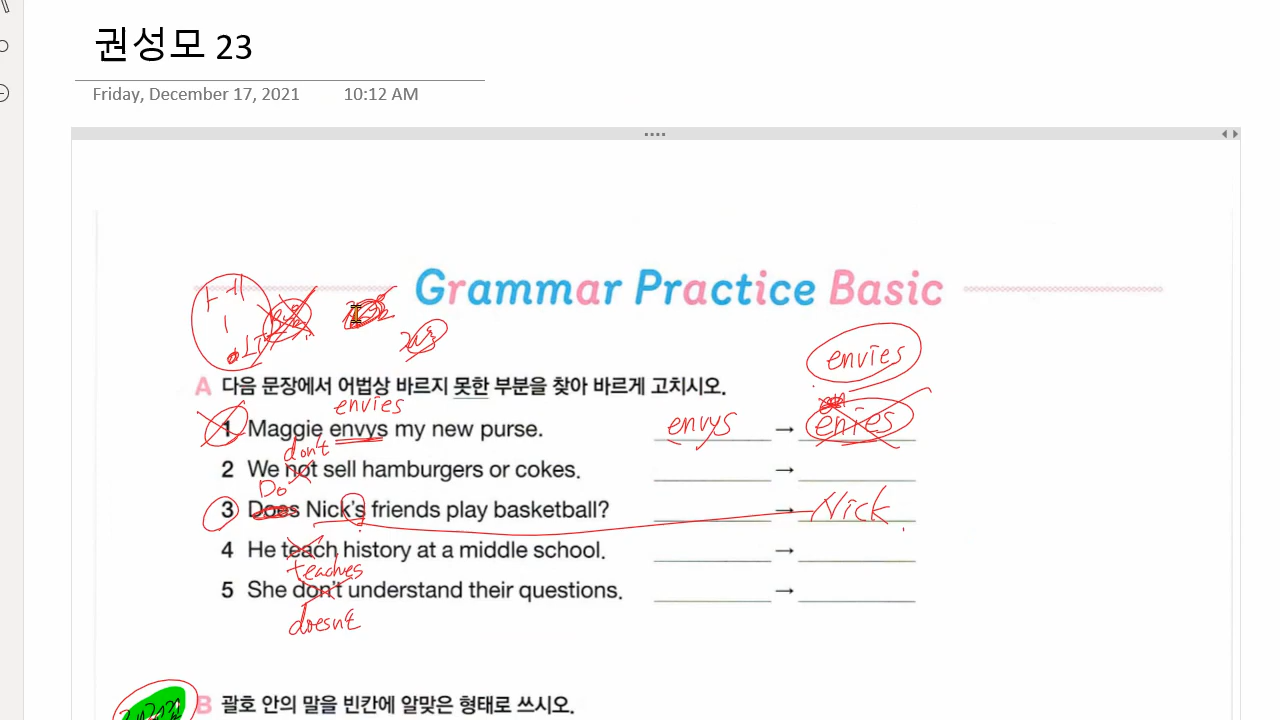 권성모 23
Friday, December 17, 2021 10:12 AM
Grammar Practice Basic
envies
A 다음 문장에서 어법상 바르지 못한 부분을 찾아 바르게 고치시오.
envies
1 Maggie envys my new purse. envys → enies
don't
2 We not sell hamburgers or cokes. →
Do
3 Does Nick's friends play basketball? → Nick
4 He teach history at a middle school. →
teaches
5 She don't understand their questions. →
doesn't
B 괄호 안의 말을 빈칸에 알맞은 형태로 쓰시오.